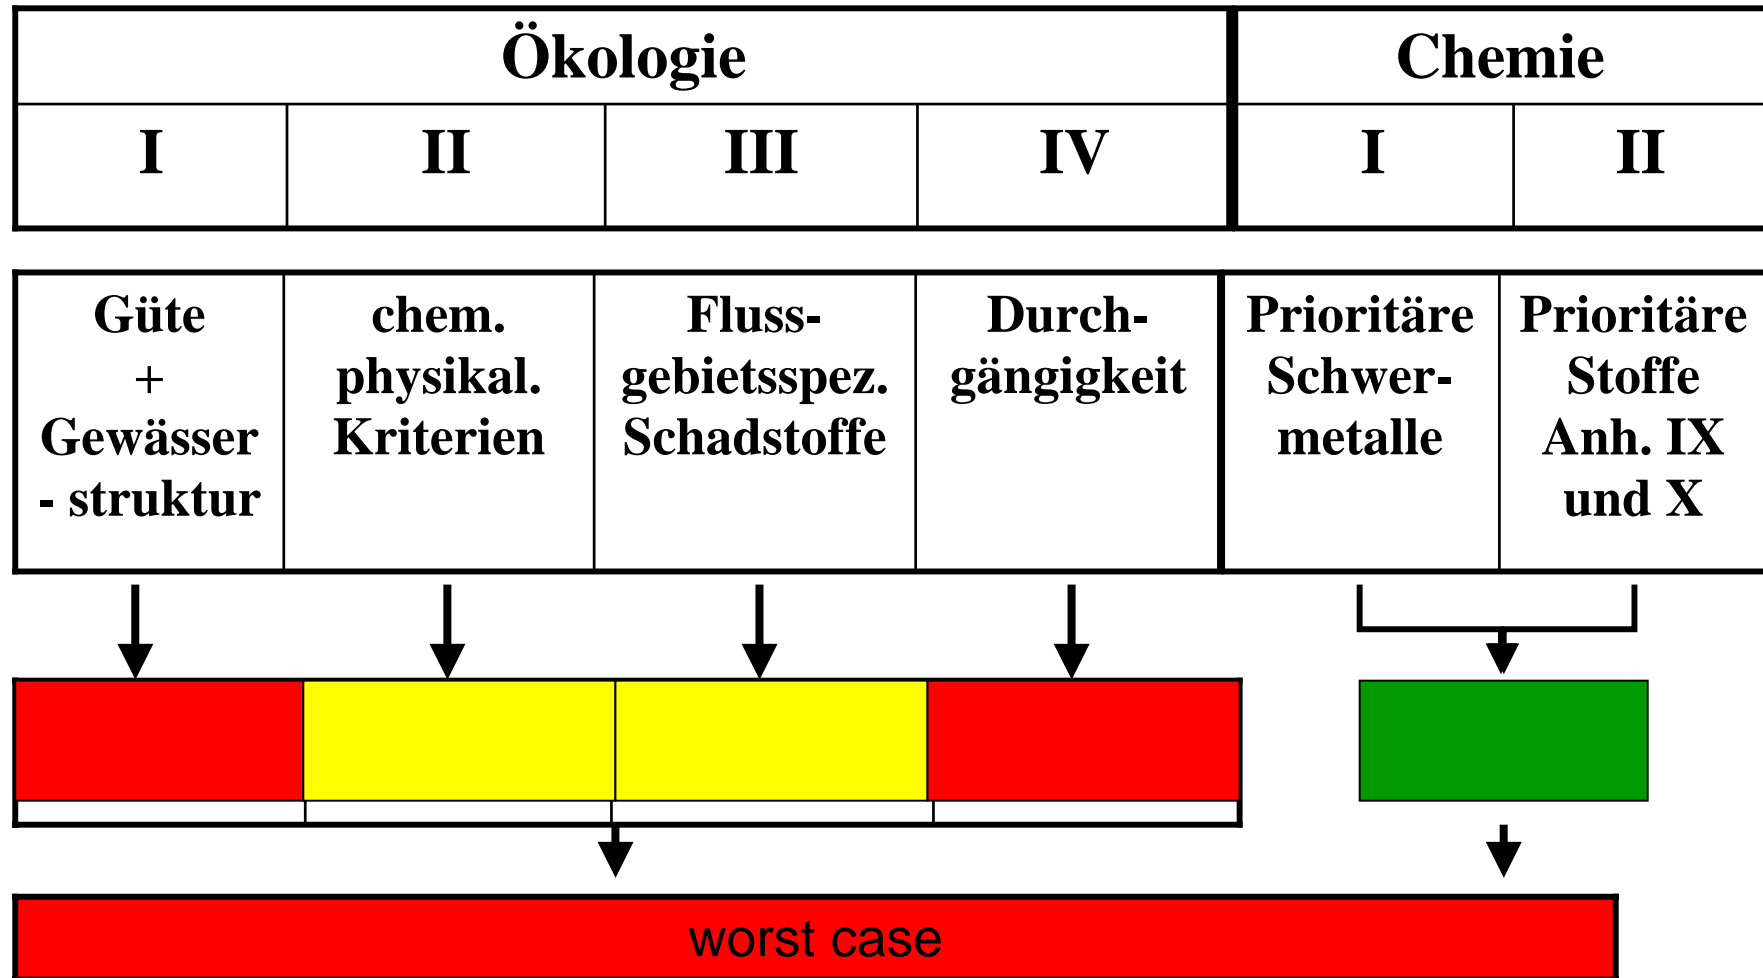 Ökologie
Chemie
I
II
III
IV
I
II
Güte
+
Gewässer
- struktur
chem.
physikal.
Kriterien
Fluss-
gebietsspez.
Schadstoffe
Durch-
gängigkeit
Prioritäre
Schwer-
metalle
Prioritäre
Stoffe
Anh. IX
und X
worst case